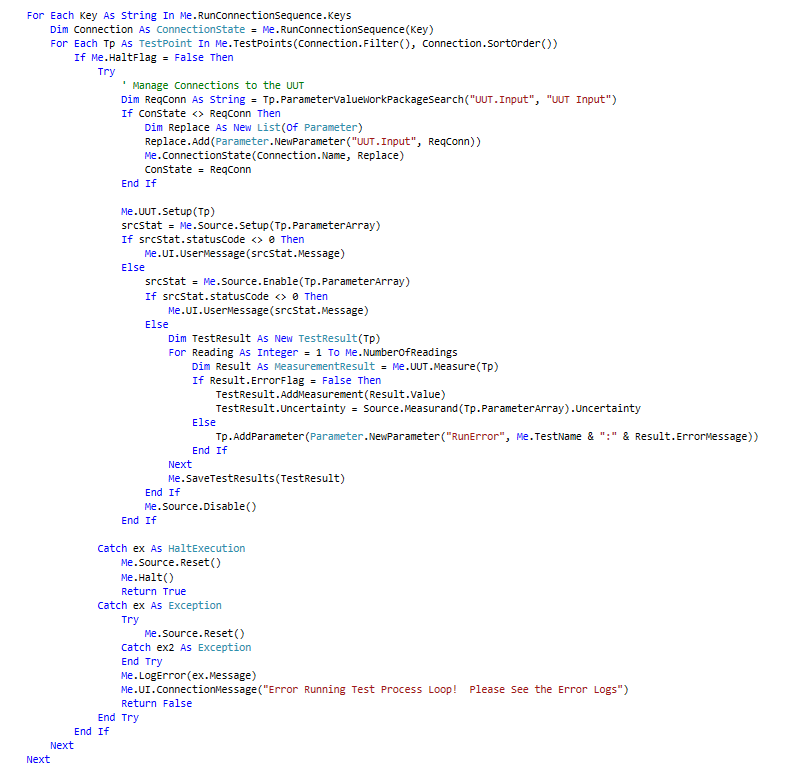 For Each Key As String In Me.RunConnectionSequence.Keys
Dim Connection As ConnectionState = Me.RunConnectionSequence(Key)
For Each Tp As TestPoint In Me.TestPoints(Connection.Filter(), Connection.SortOrder())
If Me.HaltFlag = False Then
Try
' Manage Connections to the UUT
Dim ReqConn As String = Tp.ParameterValueWorkPackageSearch("UUT.Input", "UUT Input")
If ConState <> ReqConn Then
Dim Replace As New List(Of Parameter)
Replace.Add(Parameter.NewParameter("UUT.Input", ReqConn))
Me.ConnectionState(Connection.Name, Replace)
ConState = ReqConn
End If
Me.UUT.Setup(Tp)
srcStat = Me.Source.Setup(Tp.ParameterArray)
If srcStat.statusCode <> 0 Then
Me.UI.UserMessage(srcStat.Message)
Else
srcStat = Me.Source.Enable(Tp.ParameterArray)
If srcStat.statusCode <> 0 Then
Me.UI.UserMessage(srcStat.Message)
Else
Dim TestResult As New TestResult(Tp)
For Reading As Integer = 1 To Me.NumberOfReadings
Dim Result As MeasurementResult = Me.UUT.Measure(Tp)
If Result.ErrorFlag = False Then
TestResult.AddMeasurement(Result.Value)
TestResult.Uncertainty = Source.Measurand(Tp.ParameterArray).Uncertainty
Else
Tp.AddParameter(Parameter.NewParameter("RunError", Me.TestName & ":" & Result.ErrorMessage))
End If
Next
Me.SaveTestResults(TestResult)
End If
Me.Source.Disable()
End If
Catch ex As HaltExecution
Me.Source.Reset()
Me.Halt()
Return True
Catch ex As Exception
Try
Me.Source.Reset()
Catch ex2 As Exception
End Try
Me.LogError(ex.Message)
Me.UI.ConnectionMessage("Error Running Test Process Loop!  Please See the Error Logs")
Return False
End Try
End If
Next
Next